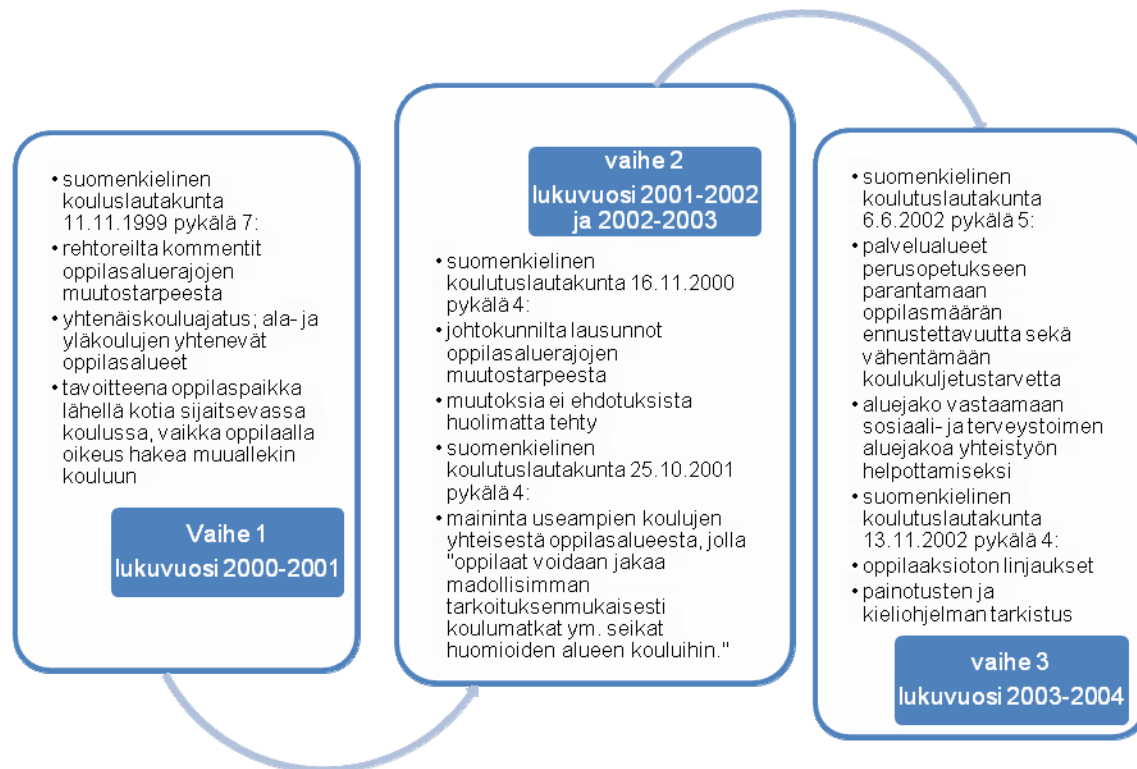 • suomenkielinen
kouluslautakunta
11.11.1999 pykälä 7:
• rehtoreilta kommentit
oppilasaluerajojen
muutostarpeesta
• yhtenäiskouluajatus; ala- ja
yläkoulujen yhtenevät
oppilasalueet
• tavoitteena oppilaspaikka
lähellä kotia sijaitsevassa
koulussa, vaikka oppilaalla
oikeus hakea muuallekin
kouluun
Vaihe 1
lukuvuosi 2000-2001
vaihe 2
lukuvuosi 2001-2002
ja 2002-2003
• suomenkielinen
koulutuslautakunta 16.11.2000
pykälä 4:
• johtokunnilta lausunnot
oppilasaluerajojen
muutostarpeesta
• muutoksia ei ehdotuksista
huolimatta tehty
• suomenkielinen
koulutuslautakunta 25.10.2001
pykälä 4:
• maininta useampien koulujen
yhteisestä oppilasalueesta, jolla
"oppilaat voidaan jakaa
madollisimman
tarkoituksenmukaisesti
koulumatkat ym. seikat
huomioiden alueen kouluihin."
• suomenkielinen
koulutuslautakunta
6.6.2002 pykälä 5:
• palvelualueet
perusopetukseen
parantamaan
oppilasmäärän
ennustettavuutta sekä
vähentämään
koulukuljetustarvetta
• aluejako vastaamaan
sosiaali- ja terveystoimen
aluejakoa yhteistyön
helpottamiseksi
• suomenkielinen
koulutuslautakunta
13.11.2002 pykälä 4:
• oppilaaksioton linjaukset
• painotusten ja
kieliohjelman tarkistus
vaihe 3
lukuvuosi 2003-2004